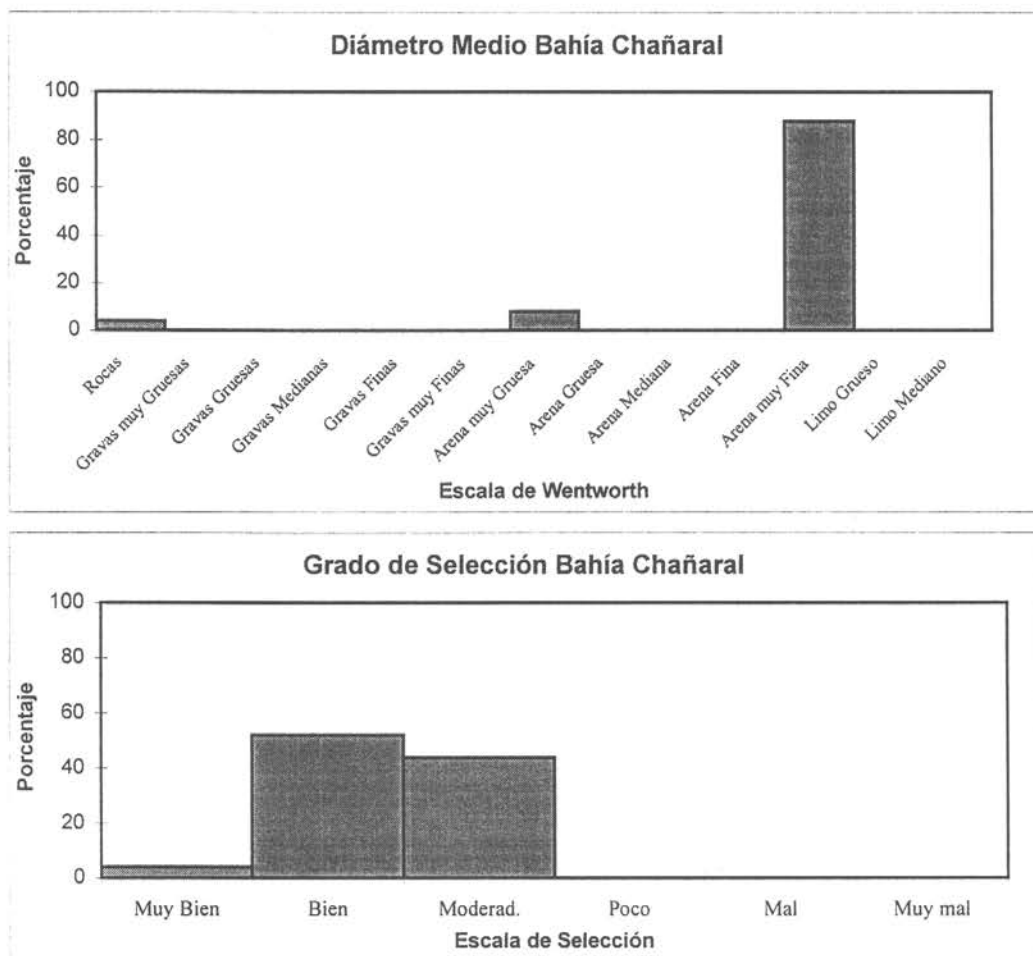 Diámetro Medio Bahía Chañaral
100
80
60
40
20
0
Porcentaje
Rocas
Gravas muy Gruesas
Gravas Gruesas
Gravas Medianas
Gravas Finas
Gravas muy Finas
Arena muy Gruesa
Arena Gruesa
Arena Mediana
Arena Fina
Arena muy Fina
Limo Grueso
Limo Mediano
Escala de Wentworth
Grado de Selección Bahía Chañaral
100
80
60
40
20
0
Porcentaje
Muy Bien Bien Moderad. Poco Mal Muy mal
Escala de Selección